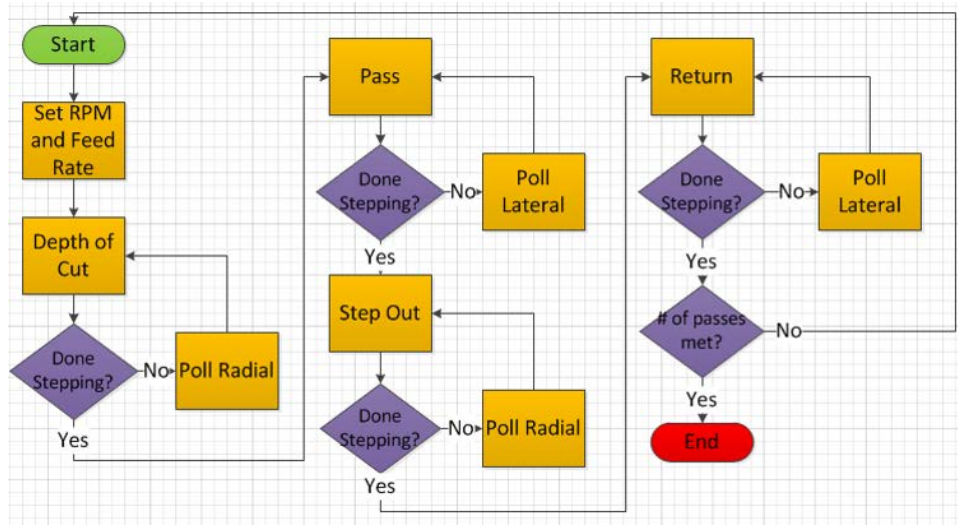 Start
Set RPM
and Feed
Rate
Depth of
Cut
Done
Stepping?
No
Poll Radial
Yes
Pass
Done
Stepping?
No
Poll
Lateral
Yes
Step Out
Done
Stepping?
No
Poll Radial
Yes
Return
Done
Stepping?
No
Poll
Lateral
Yes
# of passes
met?
No
Yes
End